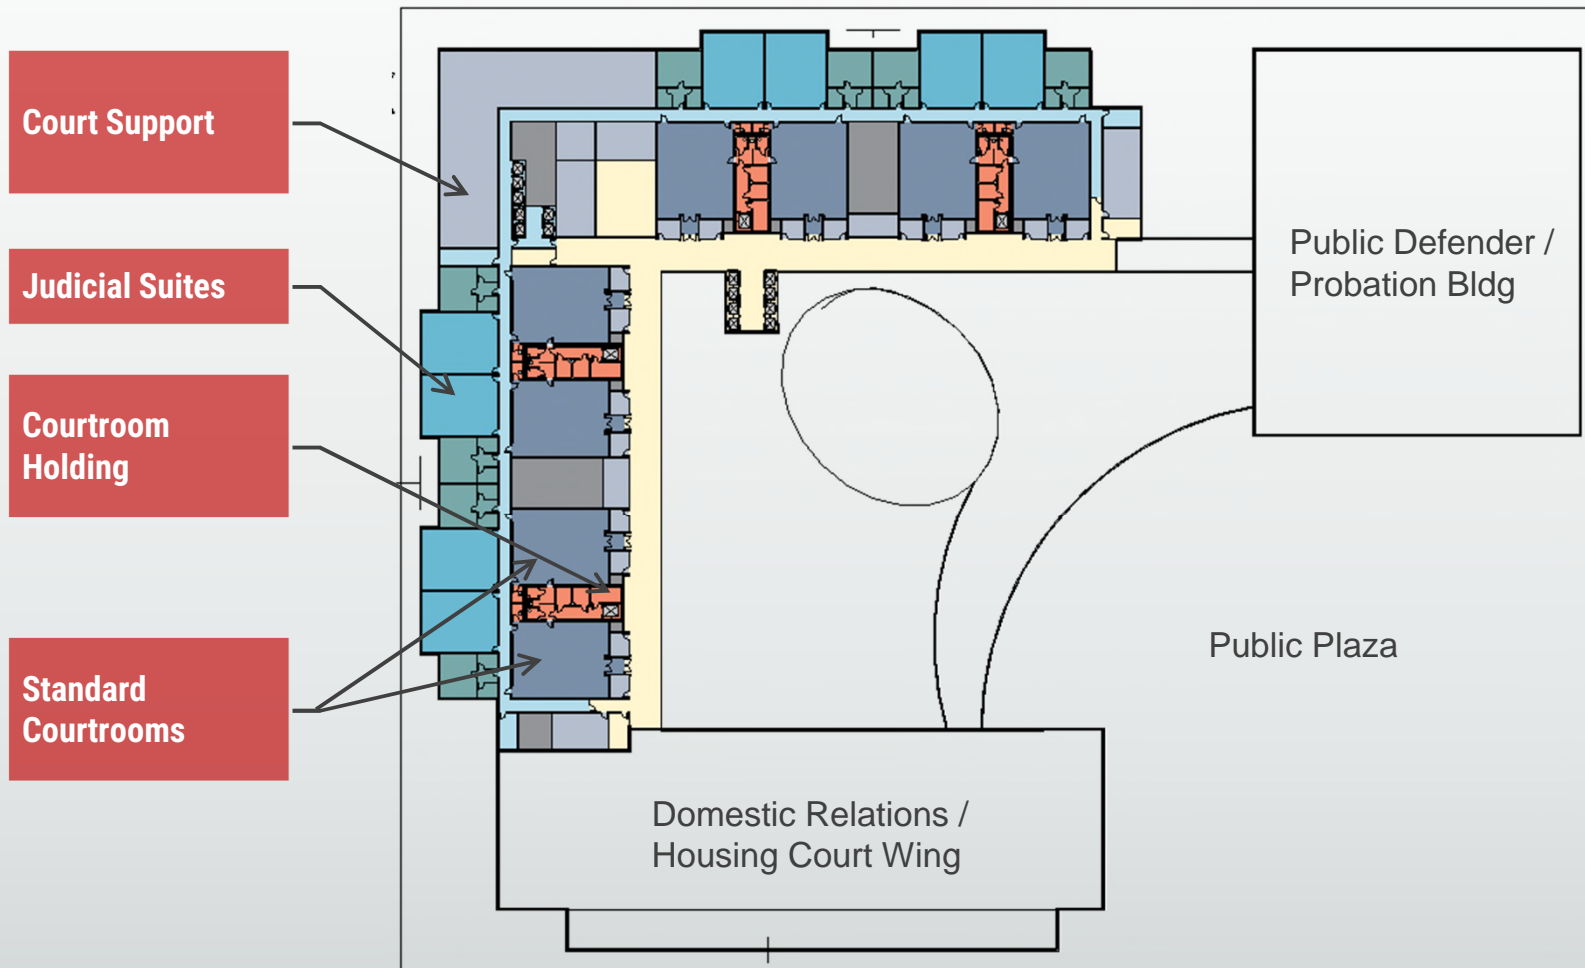 Court Support
Judicial Suites
Courtroom
Holding
Standard
Courtrooms
Public Defender /
Probation Bldg
Public Plaza
Domestic Relations /
Housing Court Wing